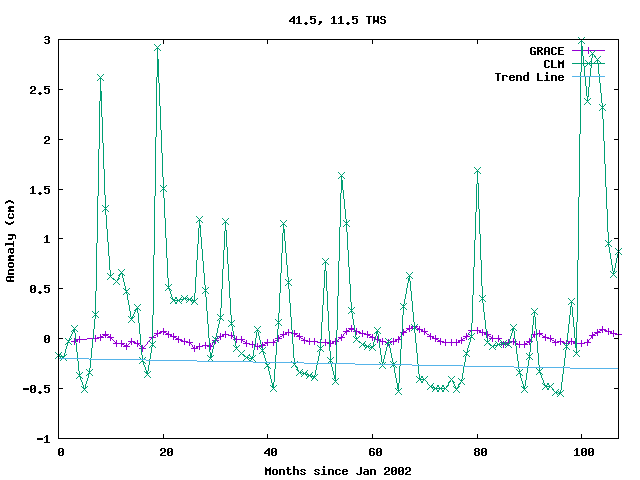 41.5, 11.5 TWS
GRACE
CLM
Trend Line
3
2.5
2
1.5
1
0.5
0
-0.5
-1
Anomaly (cm)
0 20 40 60 80 100
Months since Jan 2002